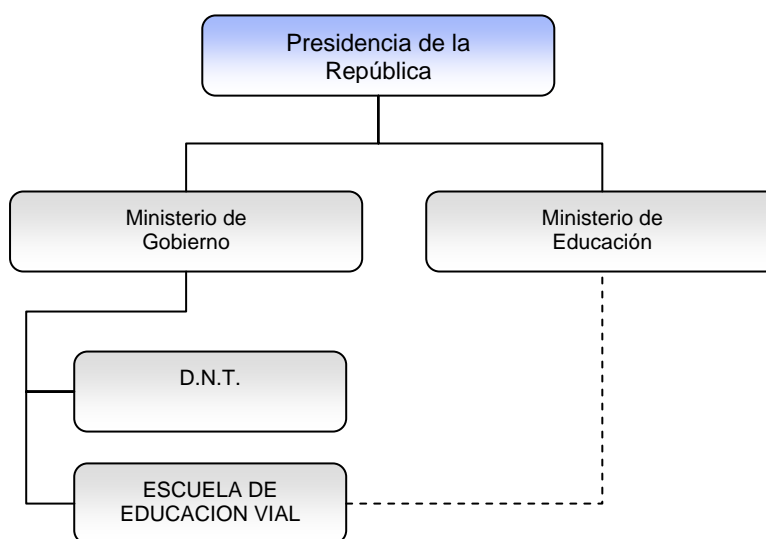 Presidencia de la
República
Ministerio de
Gobierno
Ministerio de
Educación
D.N.T.
ESCUELA DE
EDUCACION VIAL